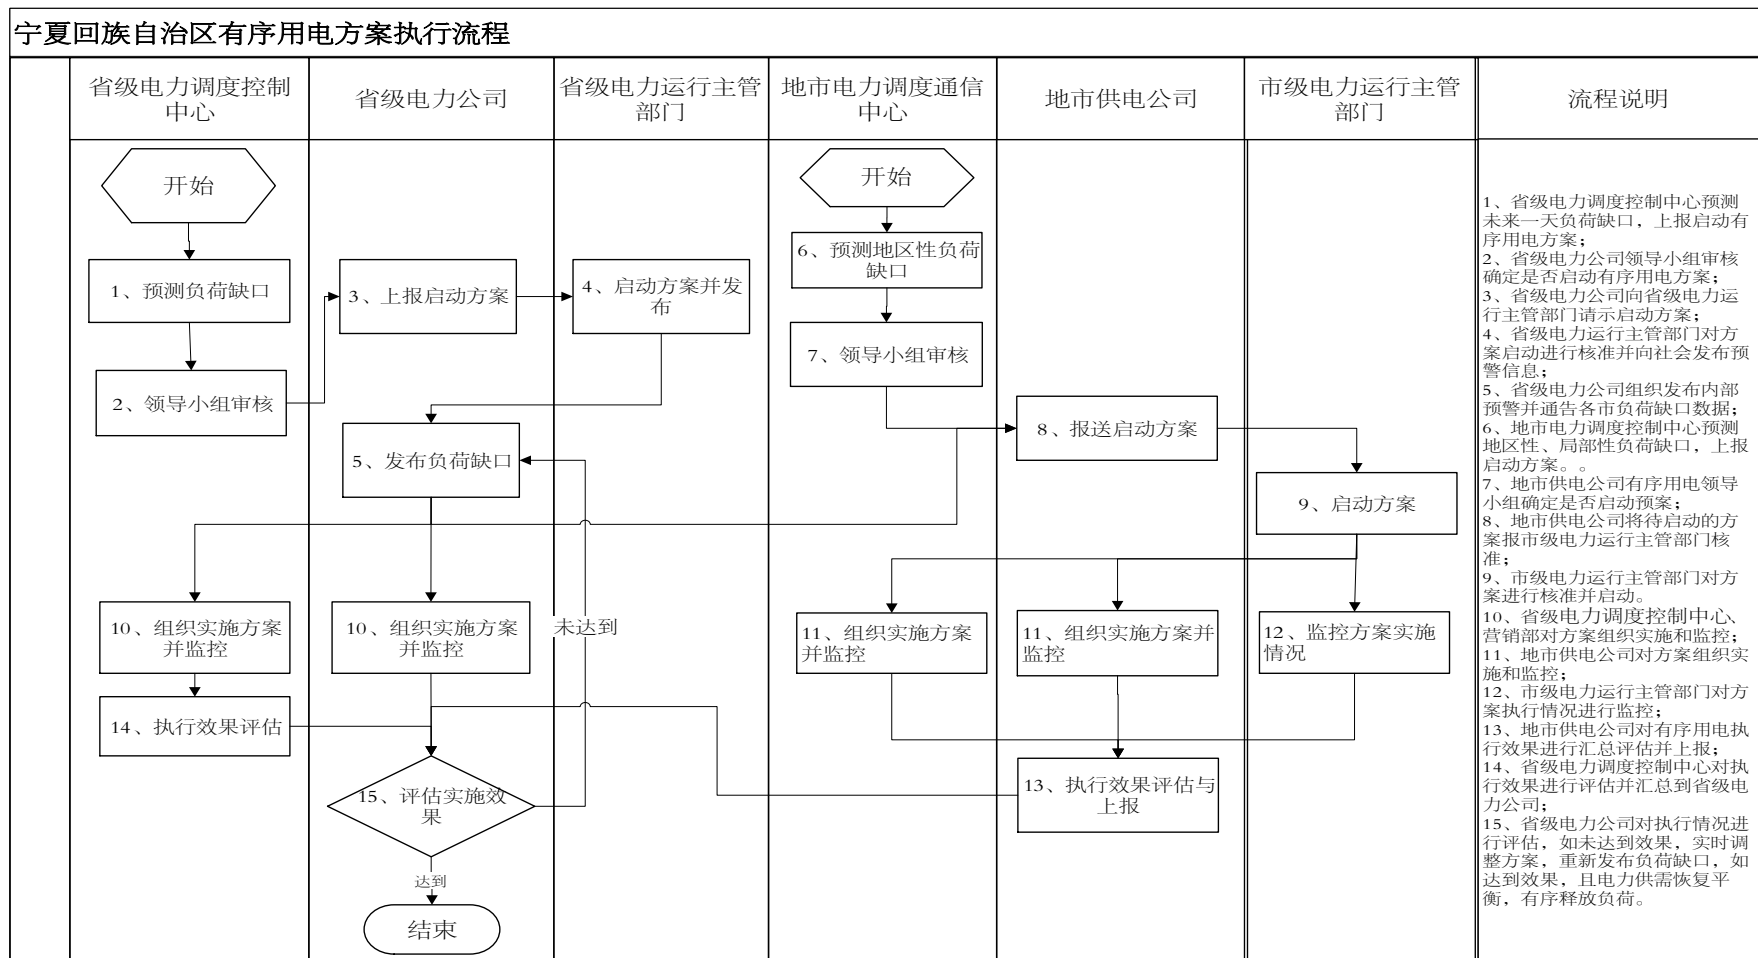 宁夏回族自治区有序用电方案执行流程
省级电力调度控制
中心
省级电力公司
省级电力运行主管
部门
地市电力调度通信
中心
地市供电公司
市级电力运行主管
部门
流程说明
开始
1、预测负荷缺口
2、领导小组审核
3、上报启动方案
4、启动方案并发
布
5、发布负荷缺口
开始
6、预测地区性负荷
缺口
7、领导小组审核
8、报送启动方案
9、启动方案
10、组织实施方案
并监控
10、组织实施方案
并监控
未达到
11、组织实施方案
并监控
11、组织实施方案并
监控
12、监控方案实施
情况
14、执行效果评估
15、评估实施效
果
13、执行效果评估与
上报
达到
结束
1、省级电力调度控制中心预测
未来一天负荷缺口，上报启动有
序用电方案；
2、省级电力公司领导小组审核
确定是否启动有序用电方案；
3、省级电力公司向省级电力运
行主管部门请示启动方案；
4、省级电力运行主管部门对方
案启动进行核准并向社会发布预
警信息；
5、省级电力公司组织发布内部
预警并通告各市负荷缺口数据；
6、地市电力调度控制中心预测
地区性、局部性负荷缺口，上报
启动方案。。
7、地市供电公司有序用电领导
小组确定是否启动预案；
8、地市供电公司将待启动的方
案报市级电力运行主管部门核
准；
9、市级电力运行主管部门对方
案进行核准并启动。
10、省级电力调度控制中心、
营销部对方案组织实施和监控；
11、地市供电公司对方案组织实
施和监控；
12、市级电力运行主管部门对方
案执行情况进行监控；
13、地市供电公司对有序用电执
行效果进行汇总评估并上报；
14、省级电力调度控制中心对执
行效果进行评估并汇总到省级电
力公司；
15、省级电力公司对执行情况进
行评估，如未达到效果，实时调
整方案，重新发布负荷缺口，如
达到效果，且电力供需恢复平
衡，有序释放负荷。